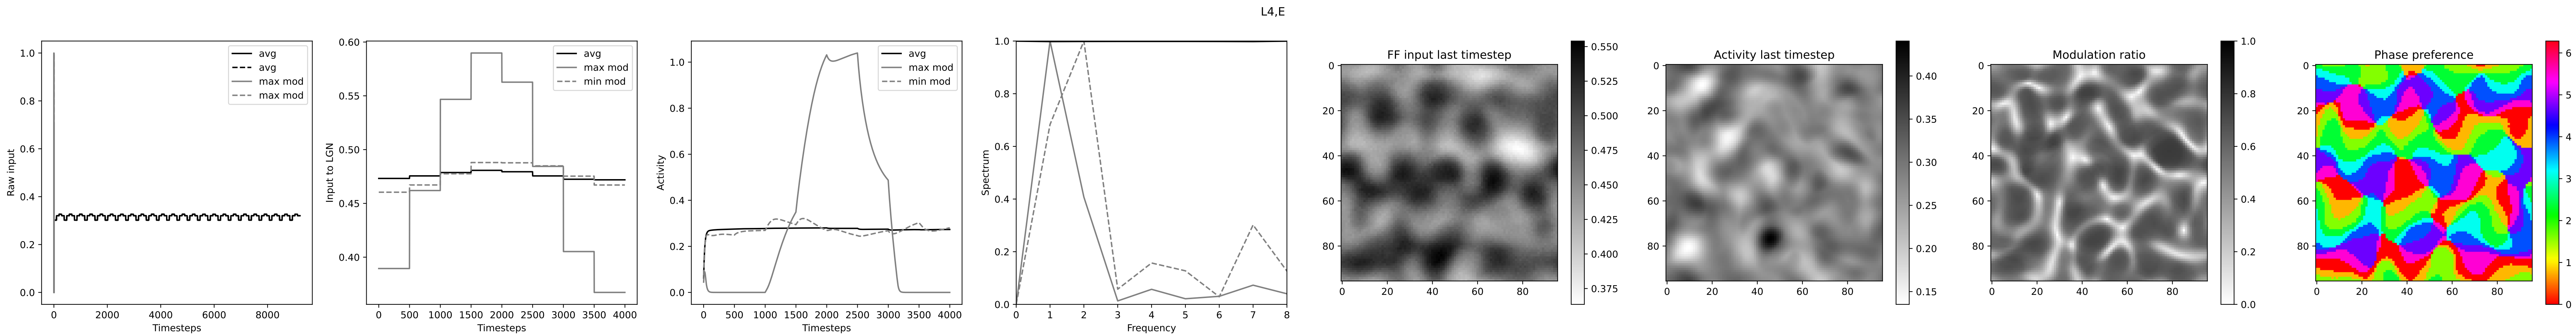 L4,E
Raw input
1.0
0.8
0.6
0.4
0.2
0.0
avg
avg
max mod
max mod
0 2000 4000 6000 8000
Timesteps
Input to LGN
0.60
0.55
0.50
0.45
0.40
avg
max mod
min mod
0 500 1000 1500 2000 2500 3000 3500 4000
Timesteps
Activity
1.0
0.8
0.6
0.4
0.2
0.0
avg
max mod
min mod
0 500 1000 1500 2000 2500 3000 3500 4000
Timesteps
Spectrum
1.0
0.8
0.6
0.4
0.2
0.0
0 1 2 3 4 5 6 7 8
Frequency
FF input last timestep
0
20
40
60
80
0 20 40 60 80
0.550
0.525
0.500
0.475
0.450
0.425
0.400
0.375
Activity last timestep
0
20
40
60
80
0 20 40 60 80
0.40
0.35
0.30
0.25
0.20
0.15
Modulation ratio
0
20
40
60
80
0 20 40 60 80
1.0
0.8
0.6
0.4
0.2
0.0
Phase preference
0
20
40
60
80
0 20 40 60 80
6
5
4
3
2
1
0